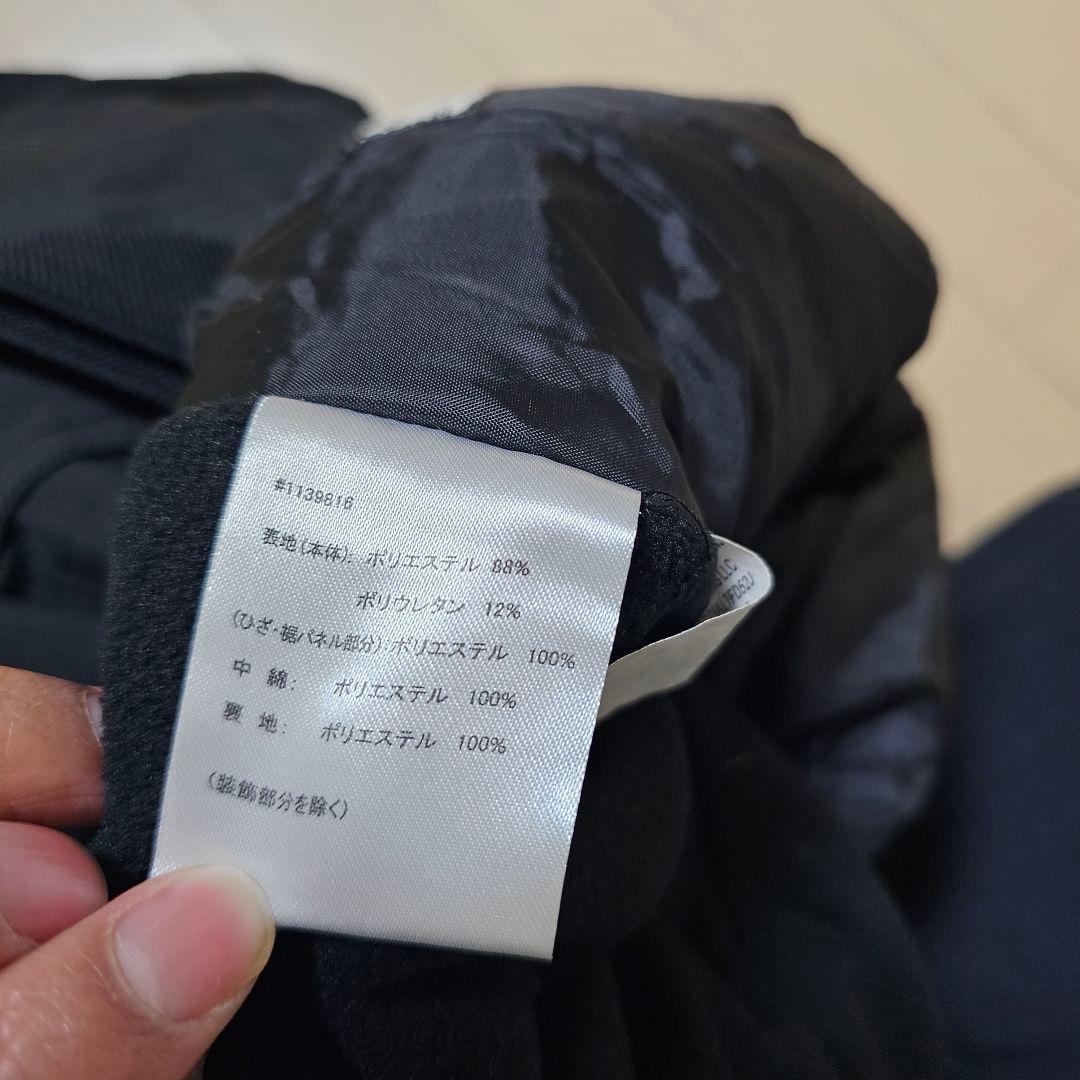 #1139816
表地(本体): ポリエステル 88%
ポリウレタン 12%
(ひざ・裾パネル部分): ポリエステル 100%
中 綿: ポリエステル 100%
裏 地: ポリエステル 100%
(装飾部分を除く)
LLC